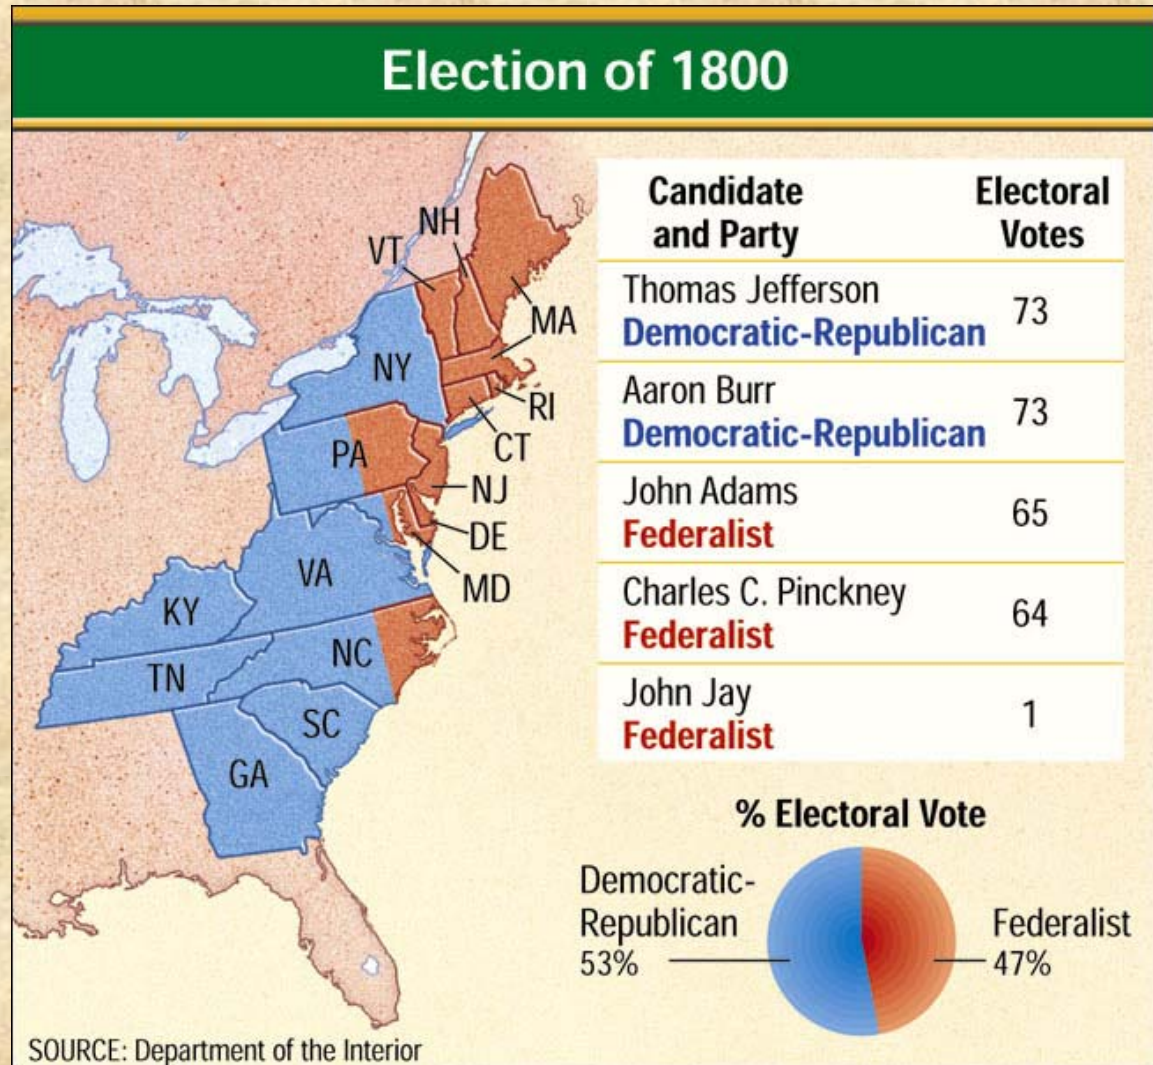 Election of 1800
NH
VT
MA
NY
RI
CT
PA
NJ
DE
MD
VA
KY
NC
TN
SC
GA
Candidate and Party
Electoral Votes
Thomas Jefferson
Democratic-Republican
73
Aaron Burr
Democratic-Republican
73
John Adams
Federalist
65
Charles C. Pinckney
Federalist
64
John Jay
Federalist
1
% Electoral Vote
Democratic-
Republican
53%
Federalist
47%
SOURCE: Department of the Interior